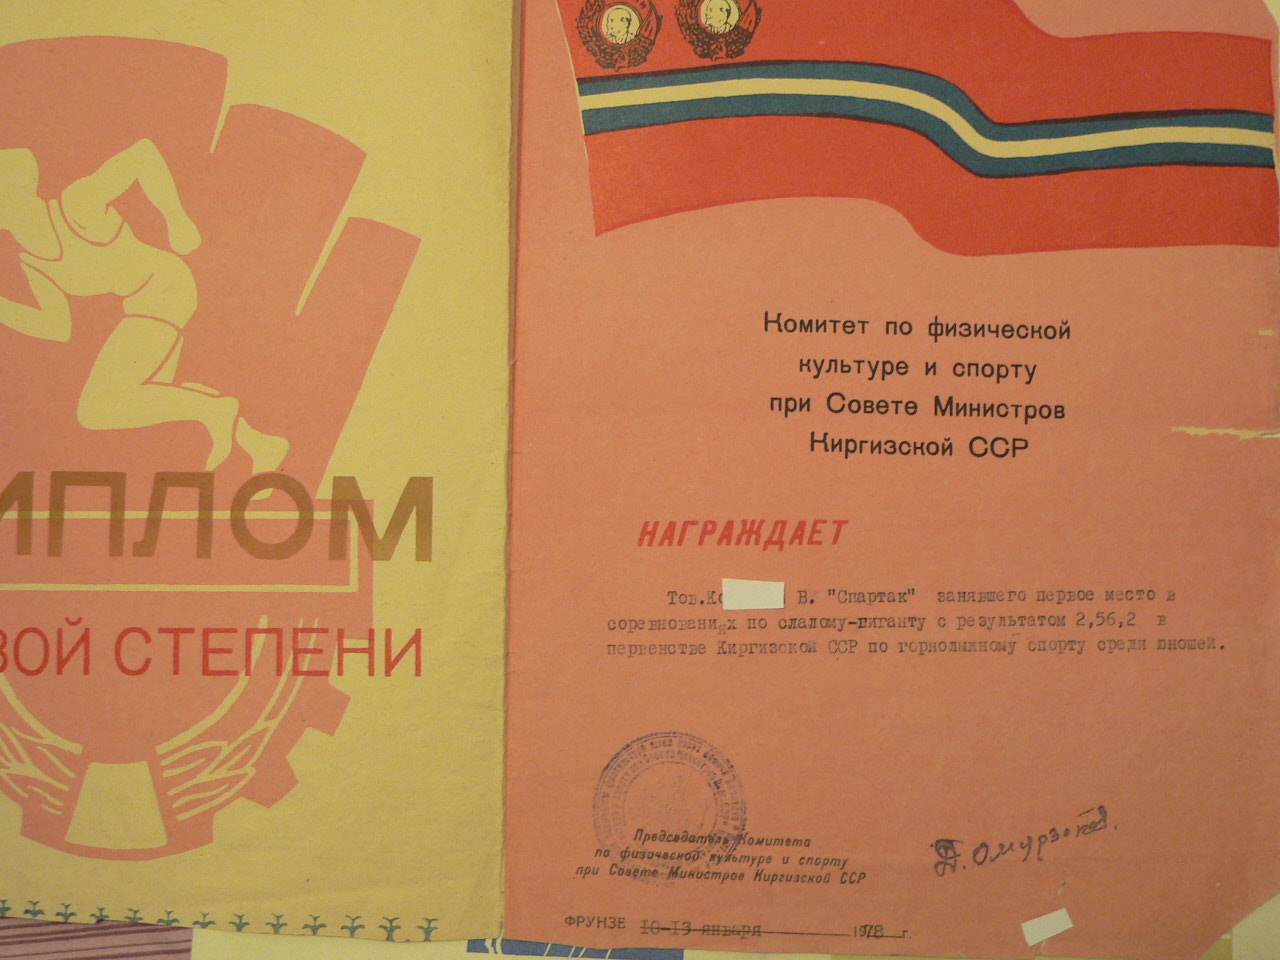 ИПЛОМ
ВОЙ СТЕПЕНИ
Комитет по физической
культуре и спорту
при Совете Министров
Киргизской ССР
НАГРАЖДАЕТ
Тов.Ко В. "Спартак" занявшего первое место в
соревнованиях по слалому-гиганту с результатом 2,56,2 в
первенстве Киргизской ССР по горнолыжному спорту среди юношей.
Председатель Комитета
по физической культуре и спорту
при Совете Министров Киргизской ССР
Д. Омурзаков.
ФРУНЗЕ 10-13 января 1978 г.